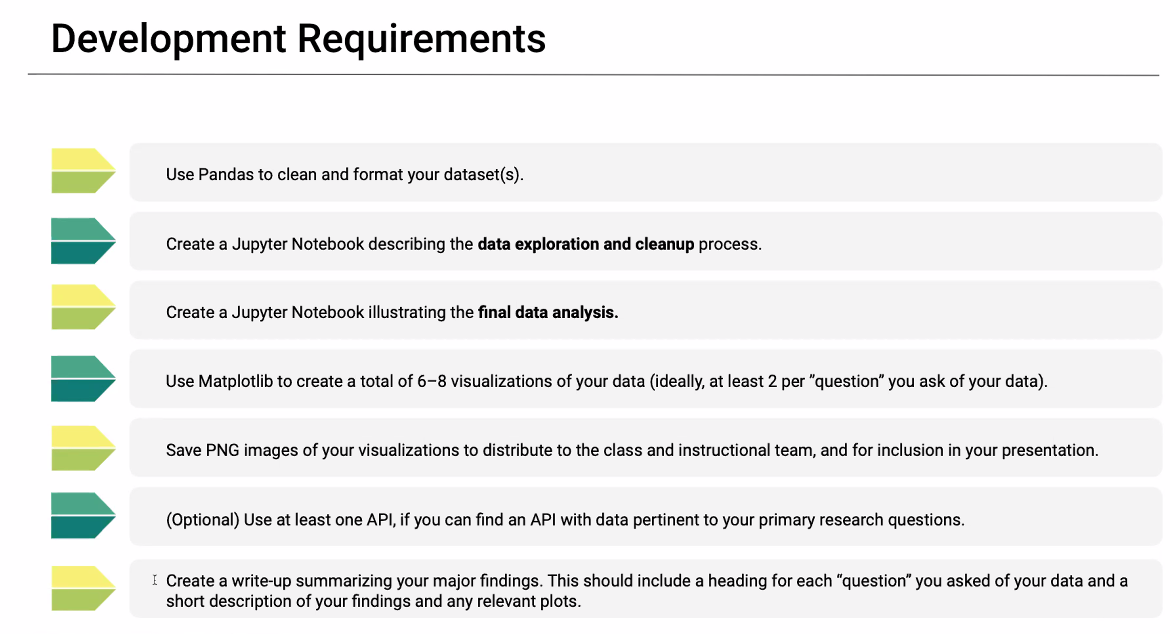 Development Requirements
Use Pandas to clean and format your dataset(s).
Create a Jupyter Notebook describing the data exploration and cleanup process.
Create a Jupyter Notebook illustrating the final data analysis.
Use Matplotlib to create a total of 6–8 visualizations of your data (ideally, at least 2 per ”question” you ask of your data).
Save PNG images of your visualizations to distribute to the class and instructional team, and for inclusion in your presentation.
(Optional) Use at least one API, if you can find an API with data pertinent to your primary research questions.
Create a write-up summarizing your major findings. This should include a heading for each “question” you asked of your data and a
short description of your findings and any relevant plots.